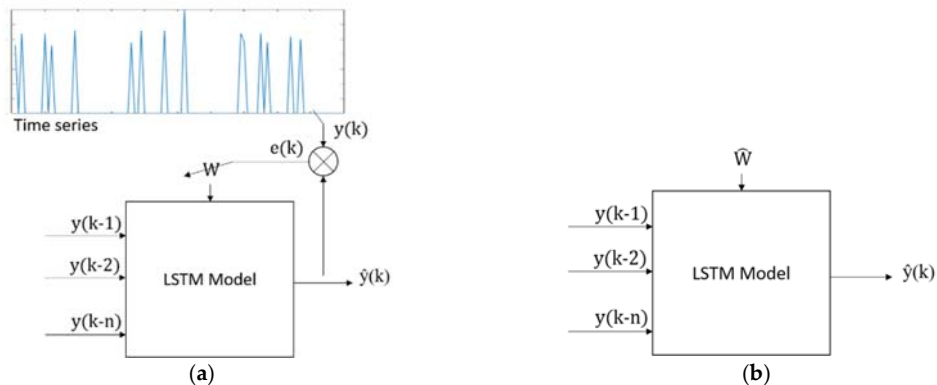 Time series
y(k)
e(k)
W
y(k-1)
y(k-2)
LSTM Model
ŷ(k)
y(k-n)
(a)
Ŵ
y(k-1)
y(k-2)
LSTM Model
ŷ(k)
y(k-n)
(b)